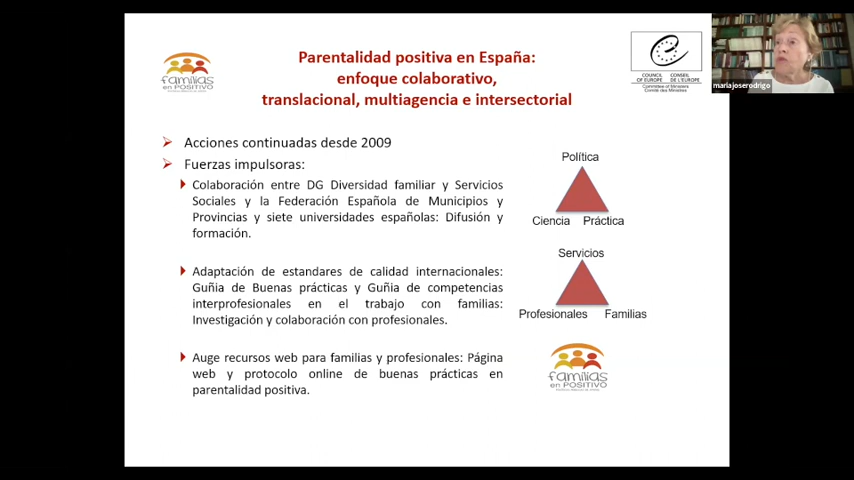 Parentalidad positiva en España:
enfoque colaborativo,
translacional, multiagencia e intersectorial
familias
en POSITIVO
COUNCIL OF EUROPE
CONSEIL DE L'EUROPE
Committee of Ministers
Comité des Ministres
mariajoserodrigo
Acciones continuadas desde 2009
Fuerzas impulsoras:
Colaboración entre DG Diversidad familiar y Servicios
Sociales y la Federación Española de Municipios y
Provincias y siete universidades españolas: Difusión y
formación.
Adaptación de estandares de calidad internacionales:
Guñia de Buenas prácticas y Guñia de competencias
interprofesionales en el trabajo con familias:
Investigación y colaboración con profesionales.
Auge recursos web para familias y profesionales: Página
web y protocolo online de buenas prácticas en
parentalidad positiva.
Política
Ciencia Práctica
Servicios
Profesionales Familias
familias
en POSITIVO